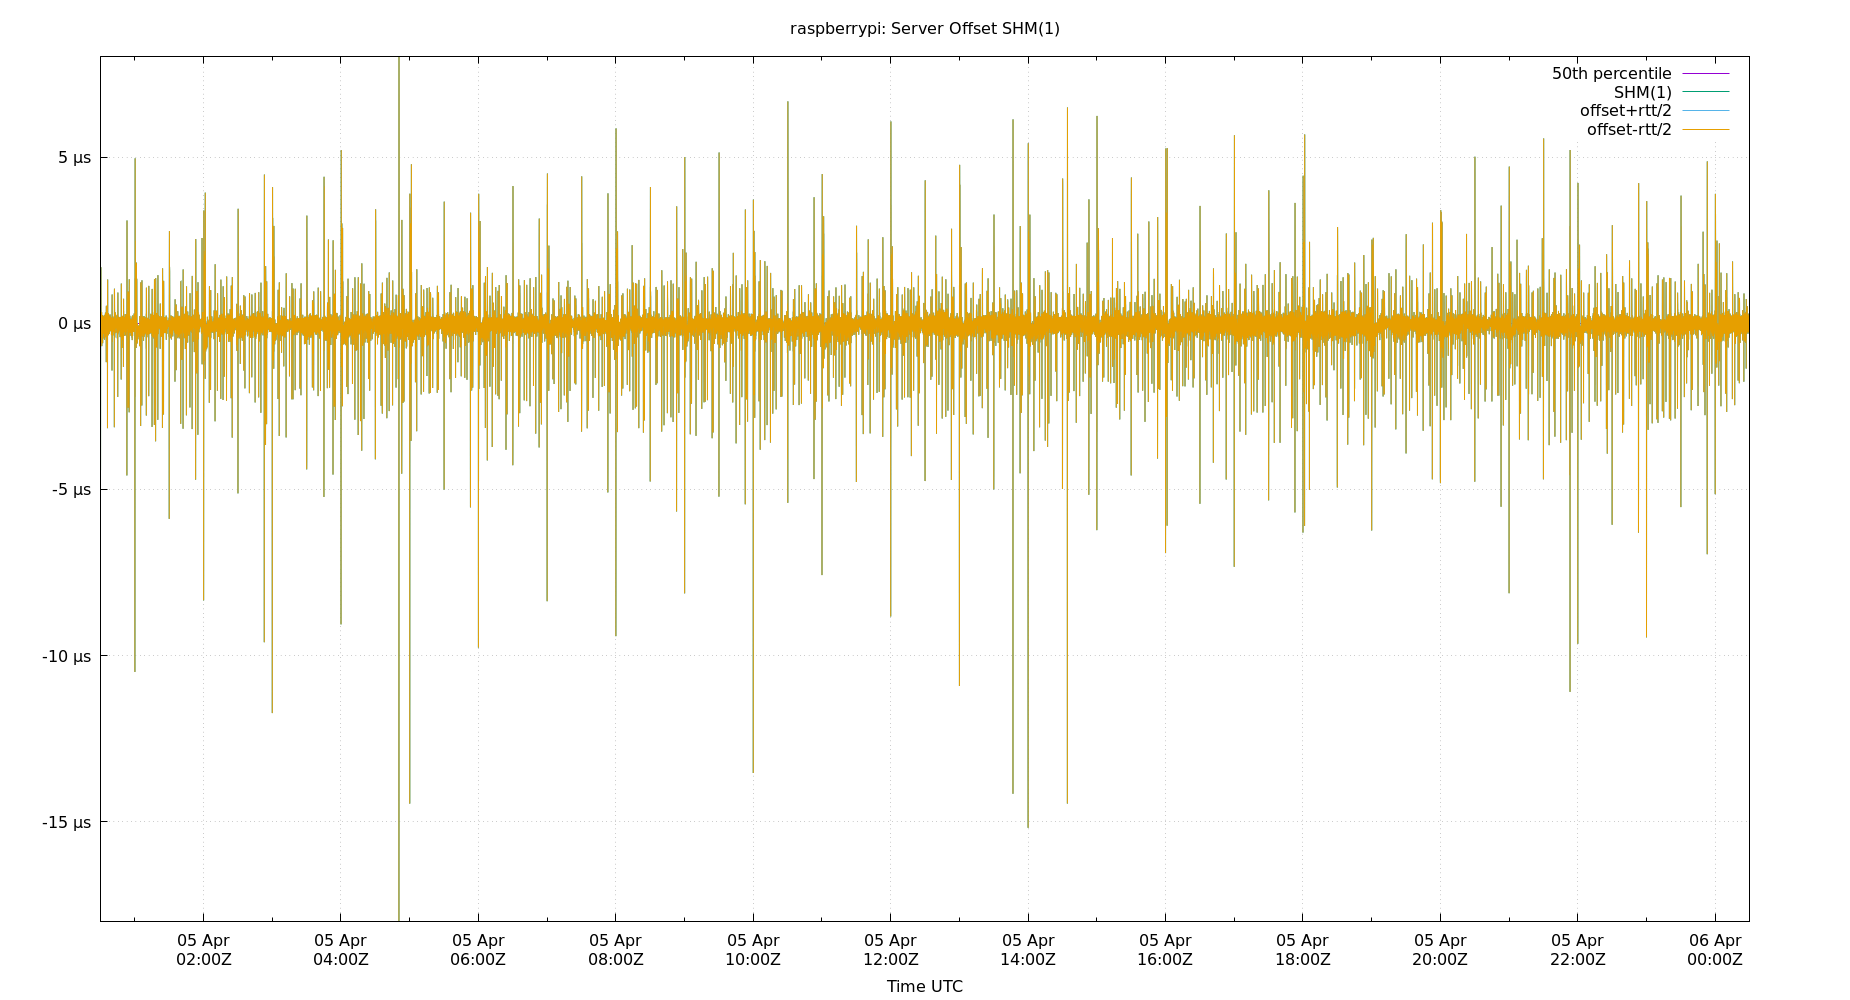 raspberrypi: Server Offset SHM(1)
50th percentile
SHM(1)
offset+rtt/2
offset-rtt/2
5 µs
0 µs
-5 µs
-10 µs
-15 µs
05 Apr 05 Apr 05 Apr 05 Apr 05 Apr 05 Apr 05 Apr 05 Apr 05 Apr 05 Apr 05 Apr 06 Apr
02:00Z 04:00Z 06:00Z 08:00Z 10:00Z 12:00Z 14:00Z 16:00Z 18:00Z 20:00Z 22:00Z 00:00Z
Time UTC